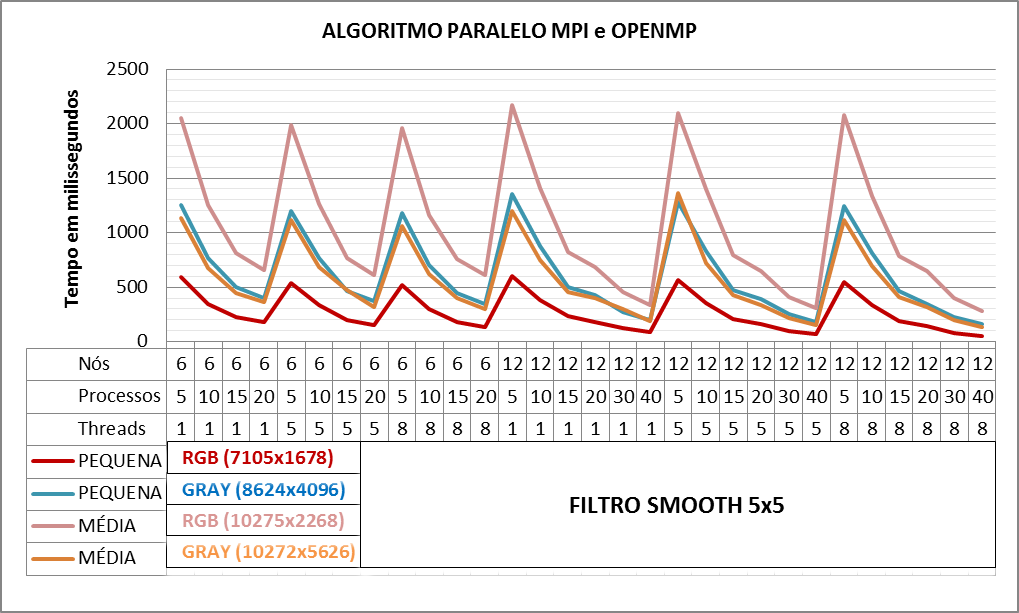 ALGORITMO PARALELO MPI e OPENMP
Tempo em milissegundos
2500
2000
1500
1000
500
0
Nós 6 6 6 6 6 6 6 6 6 6 6 6 12 12 12 12 12 12 12 12 12 12 12 12 12 12 12 12 12 12
Processos 5 10 15 20 5 10 15 20 5 10 15 20 5 10 15 20 30 40 5 10 15 20 30 40 5 10 15 20 30 40
Threads 1 1 1 1 5 5 5 5 8 8 8 8 1 1 1 1 1 1 5 5 5 5 5 5 8 8 8 8 8 8
PEQUENA RGB (7105x1678)
PEQUENA GRAY (8624x4096)
MÉDIA RGB (10275x2268)
MÉDIA GRAY (10272x5626)
FILTRO SMOOTH 5x5